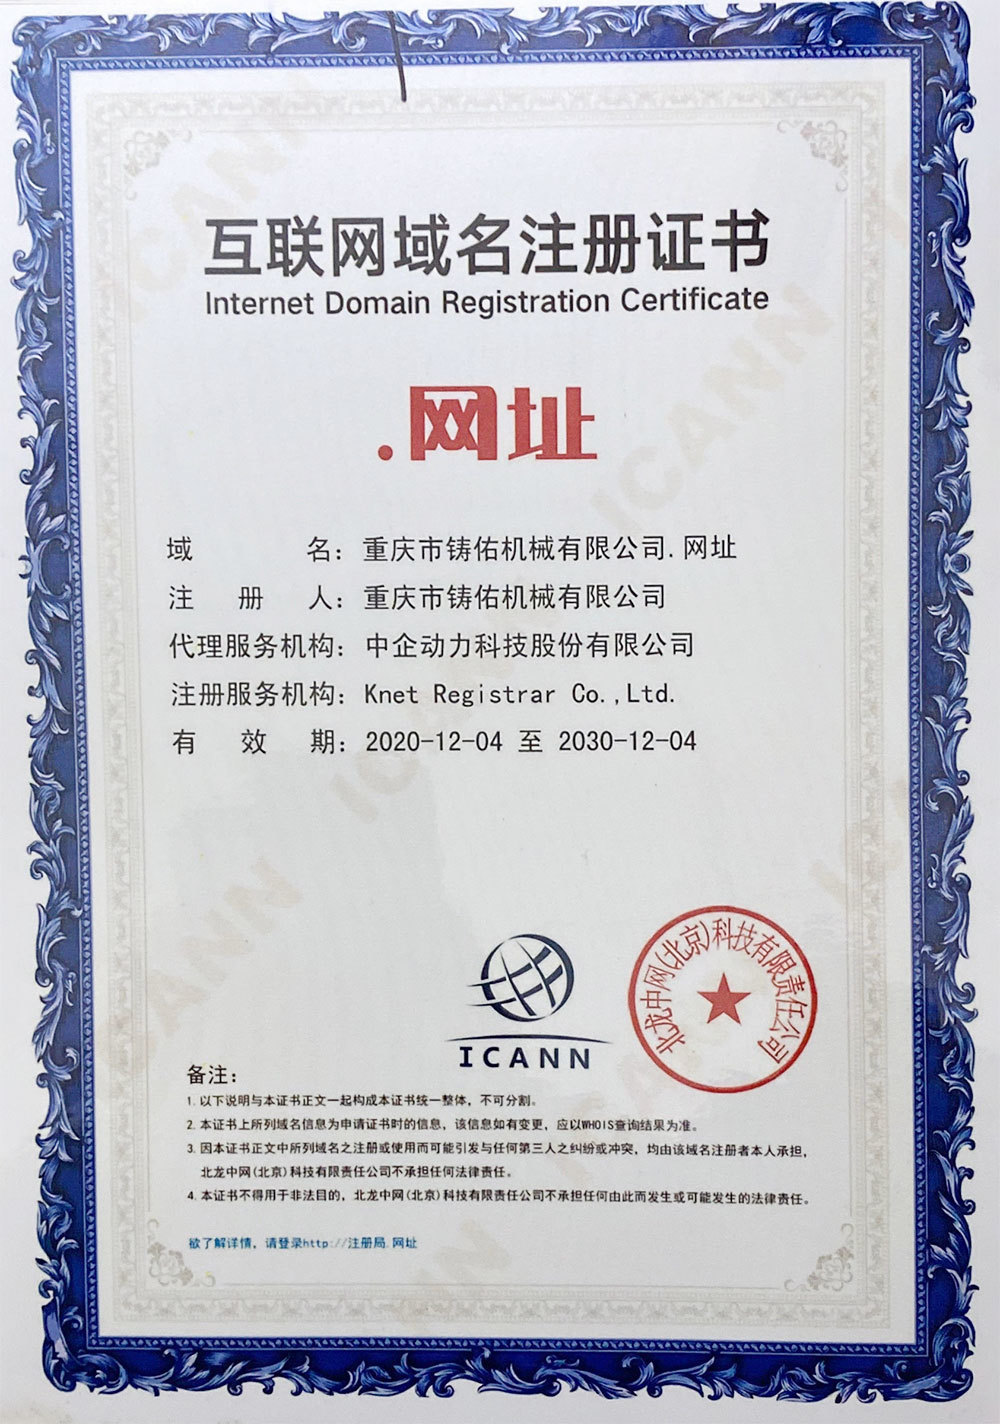 互联网域名注册证书
Internet Domain Registration Certificate
.网址
域名：重庆市铸佑机械有限公司.网址
注册人：重庆市铸佑机械有限公司
代理服务机构：中企动力科技股份有限公司
注册服务机构：Knet Registrar Co.,Ltd.
有效期：2020-12-04 至 2030-12-04
ICANN
北龙中网(北京)科技有限责任公司
备注：
1. 以下说明与本证书正文一起构成本证书统一整体，不可分割。
2. 本证书上所列域名信息为申请证书时的信息，该信息如有变更，应以WHOIS查询结果为准。
3. 因本证书正文中所列域名之注册或使用而可能引发与任何第三人之纠纷或冲突，均由该域名注册者本人承担，
北龙中网(北京)科技有限责任公司不承担任何法律责任。
4. 本证书不得用于非法目的，北龙中网(北京)科技有限责任公司不承担任何由此而发生或可能发生的法律责任。
欲了解详情，请登录http://注册局.网址